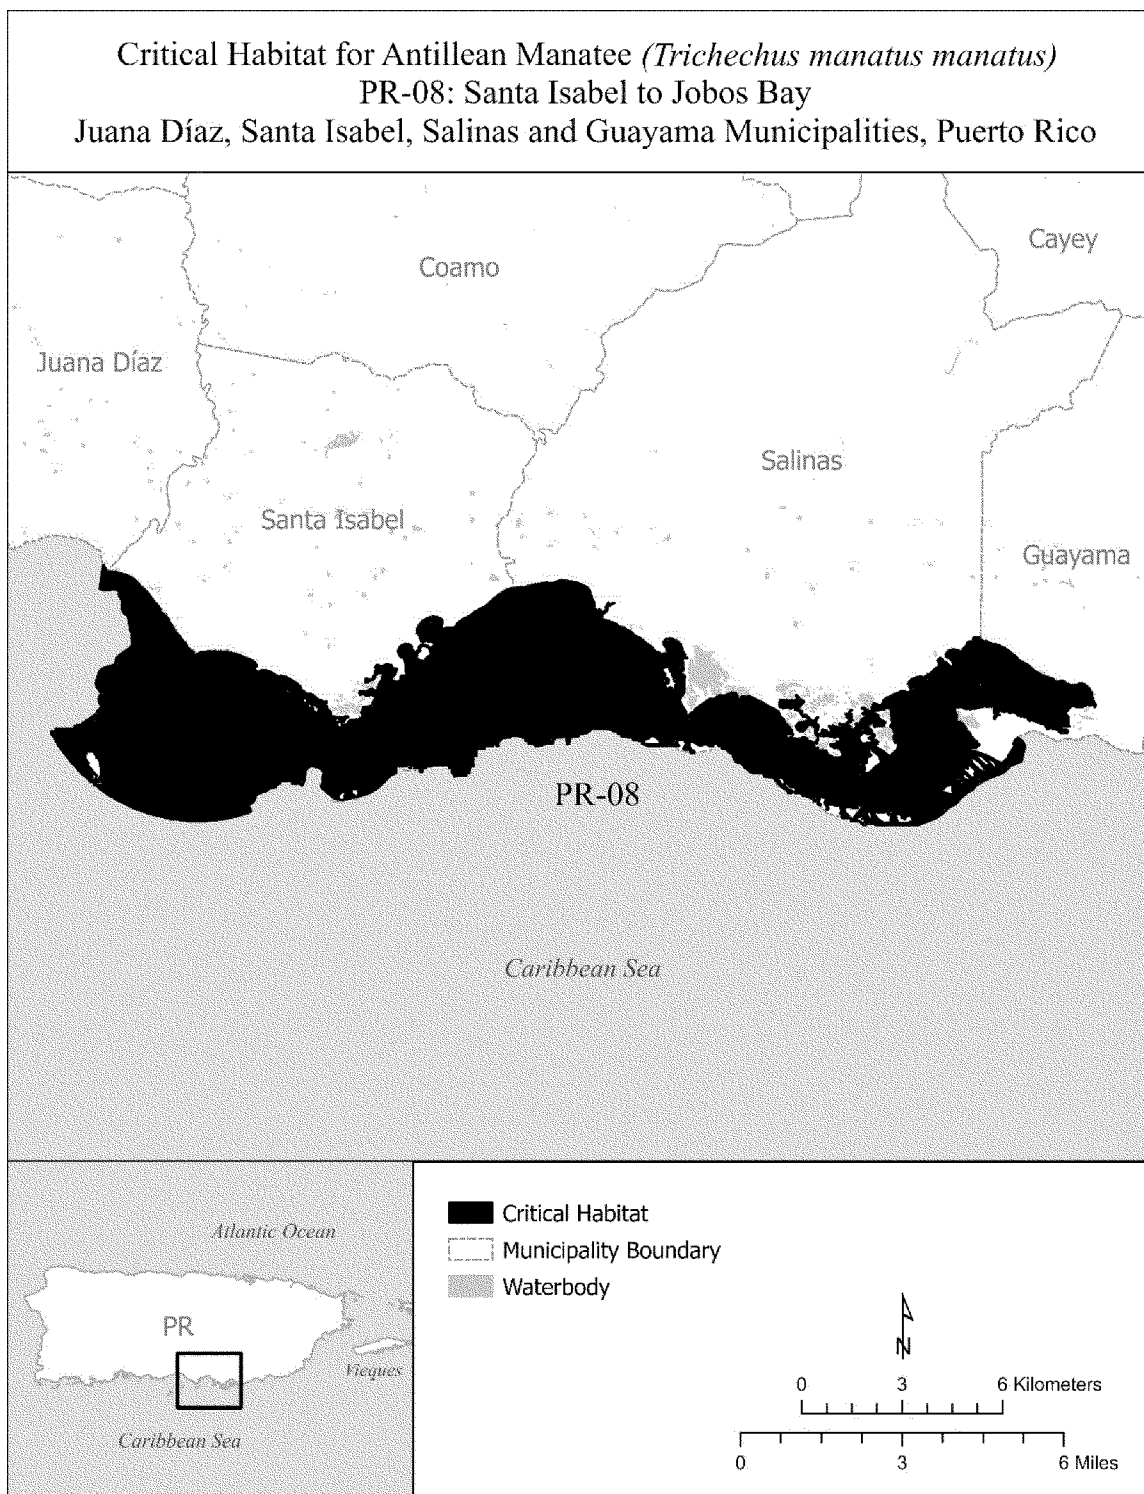 Critical Habitat for Antillean Manatee (Trichechus manatus manatus)
PR-08: Santa Isabel to Jobos Bay
Juana Díaz, Santa Isabel, Salinas and Guayama Municipalities, Puerto Rico
Cayey
Coamo
Juana Díaz
Salinas
Santa Isabel
Guayama
PR-08
Caribbean Sea
Atlantic Ocean
PR
Vieques
Caribbean Sea
Critical Habitat
Municipality Boundary
Waterbody
N
0 3 6 Kilometers
0 3 6 Miles